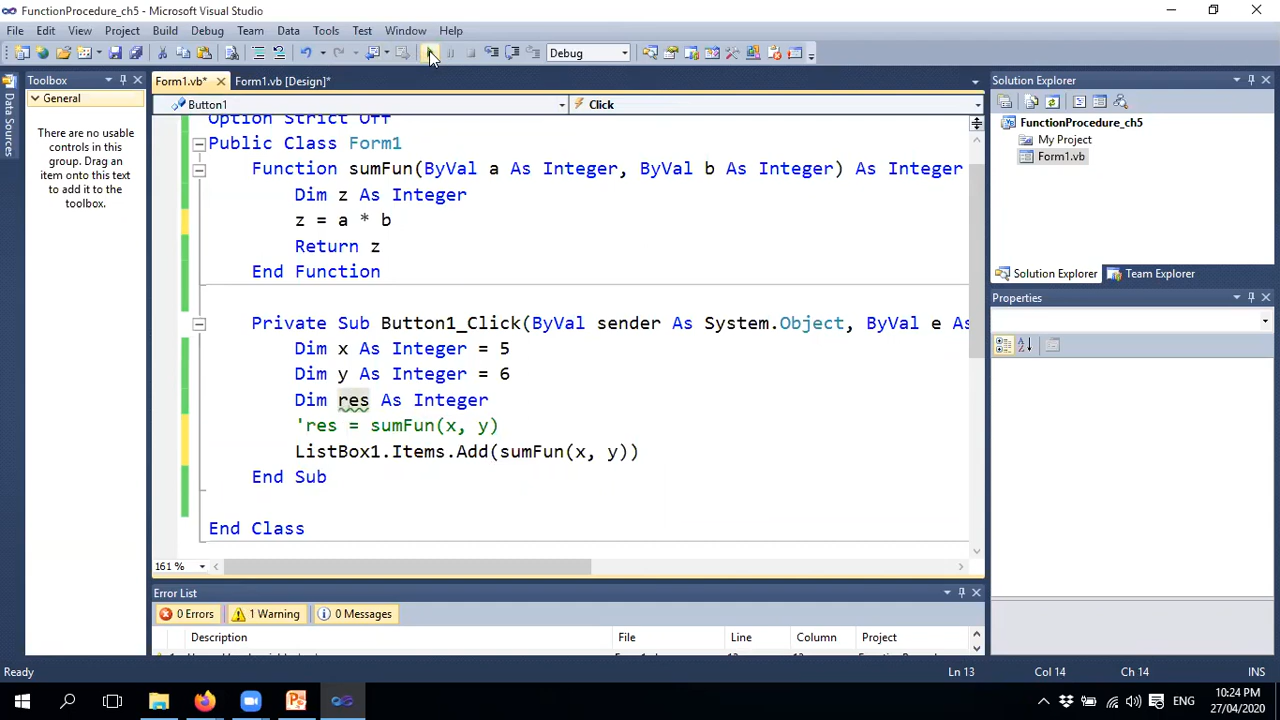 FunctionProcedure_ch5 - Microsoft Visual Studio
File Edit View Project Build Debug Team Data Tools Test Window Help
Debug
Toolbox
General
There are no usable
controls in this
group. Drag an
item onto this text
to add it to the
toolbox.
Data Sources
Form1.vb* Form1.vb [Design]*
Button1
Click
Option Strict Off
Public Class Form1
Function sumFun(ByVal a As Integer, ByVal b As Integer) As Integer
Dim z As Integer
z = a * b
Return z
End Function
Private Sub Button1_Click(ByVal sender As System.Object, ByVal e As
Dim x As Integer = 5
Dim y As Integer = 6
Dim res As Integer
'res = sumFun(x, y)
ListBox1.Items.Add(sumFun(x, y))
End Sub
End Class
161 %
Error List
0 Errors 1 Warning 0 Messages
Description File Line Column Project
Solution Explorer
FunctionProcedure_ch5
My Project
Form1.vb
Solution Explorer Team Explorer
Properties
Ready Ln 13 Col 14 Ch 14 INS
ENG
10:24 PM
27/04/2020